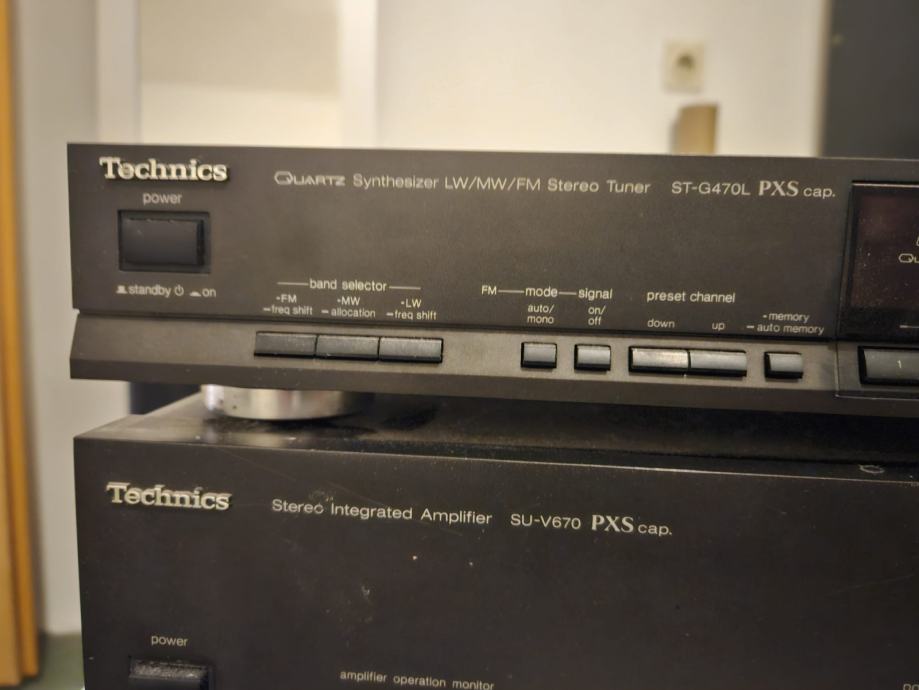 Technics
QUARTZ Synthesizer LW/MW/FM Stereo Tuner ST-G470L PXS cap.
power
standby on
band selector
-FM -MW -LW
freq shift allocation freq shift
FM mode signal
auto/ on/
mono off
preset channel
down up
-memory
auto memory
1
Technics
Stereo Integrated Amplifier SU-V670 PXS cap.
power
amplifier operation monitor